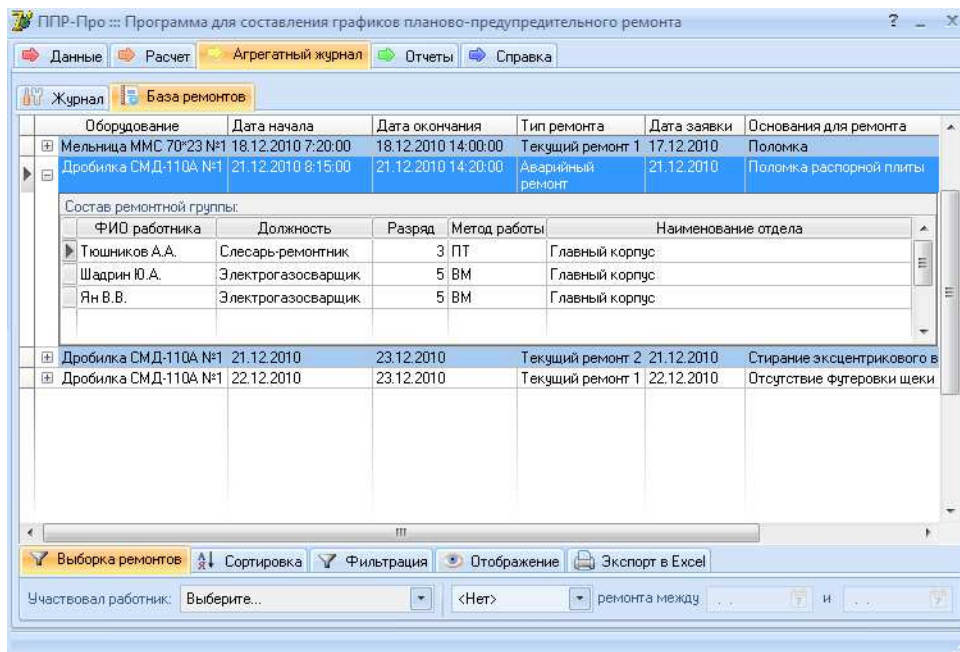 ППР-Про ::: Программа для составления графиков планово-предупредительного ремонта
Данные Расчет Агрегатный журнал Отчеты Справка
Журнал База ремонтов
Оборудование Дата начала Дата окончания Тип ремонта Дата заявки Основания для ремонта
Мельница ММС 70*23 №1 18.12.2010 7:20:00 18.12.2010 14:00:00 Текущий ремонт 1 17.12.2010 Поломка
Дробилка СМД-110А №1 21.12.2010 8:15:00 21.12.2010 14:20:00 Аварийный 21.12.2010 Поломка распорной плиты
ремонт
Состав ремонтной группы:
ФИО работника Должность Разряд Метод работы Наименование отдела
Тюшников А.А. Слесарь-ремонтник 3 ПТ Главный корпус
Шадрин Ю.А. Электрогазосварщик 5 ВМ Главный корпус
Ян В.В. Электрогазосварщик 5 ВМ Главный корпус
Дробилка СМД-110А №1 21.12.2010 23.12.2010 Текущий ремонт 2 21.12.2010 Стирание эксцентрикового в
Дробилка СМД-110А №1 22.12.2010 23.12.2010 Текущий ремонт 1 22.12.2010 Отсутствие футеровки щеки
Выборка ремонтов Сортировка Фильтрация Отображение Экспорт в Excel
Участвовал работник: Выберите... <Нет> ремонта между . . и . .